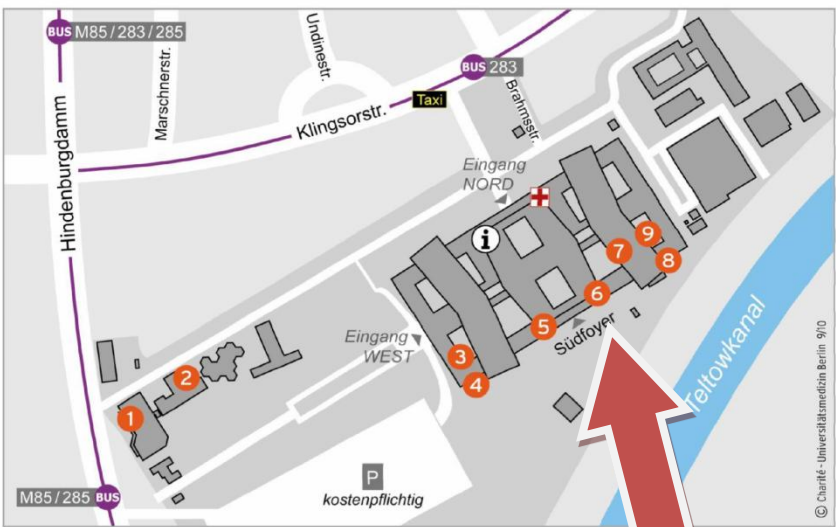 BUS M85 / 283 / 285
Marschnerstr.
Undinestr.
BUS 283
Taxi
Brahmsstr.
Klingsorstr.
Hindenburgdamm
Eingang
NORD
i
9
7
8
6
5
Südfoyer
Eingang
WEST
3
4
2
1
Teltowkanal
P
kostenpflichtig
M85 / 285 BUS
© Charité - Universitätsmedizin Berlin 9/10